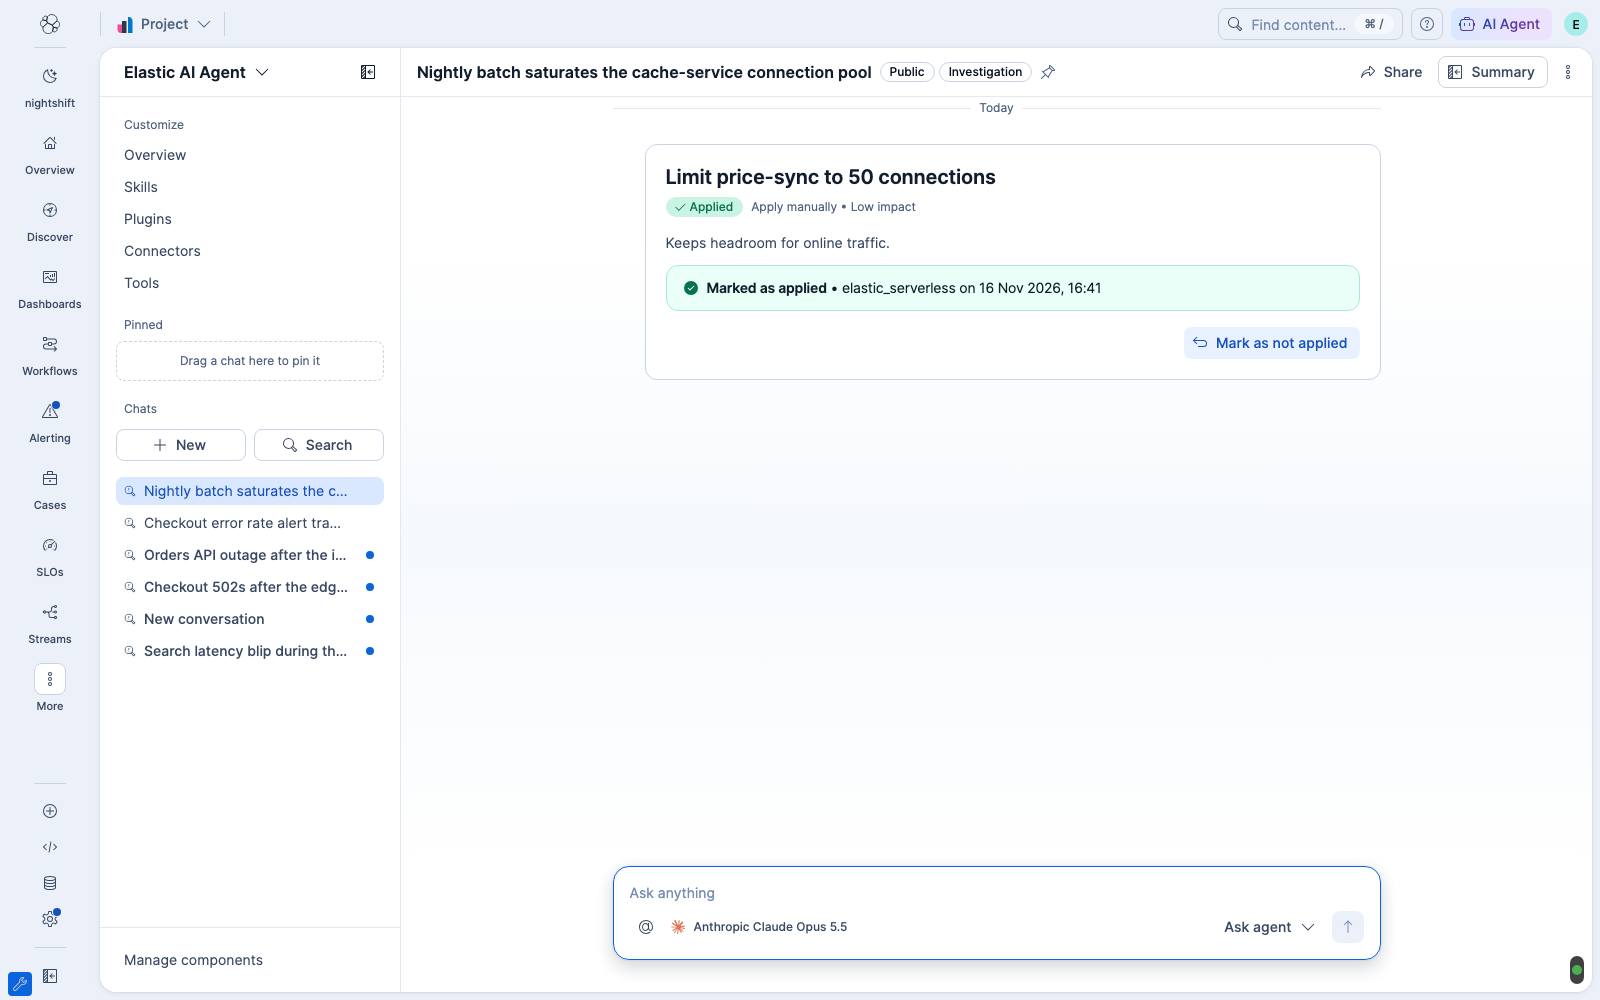 Project
Find content...
⌘ /
AI Agent
E
nightshift
Overview
Discover
Dashboards
Workflows
Alerting
Cases
SLOs
Streams
More
Elastic AI Agent
Customize
Overview
Skills
Plugins
Connectors
Tools
Pinned
Drag a chat here to pin it
Chats
New
Search
Nightly batch saturates the c...
Checkout error rate alert tra...
Orders API outage after the i...
Checkout 502s after the edg...
New conversation
Search latency blip during th...
Manage components
Nightly batch saturates the cache-service connection pool
Public
Investigation
Share
Summary
Today
Limit price-sync to 50 connections
Applied
Apply manually • Low impact
Keeps headroom for online traffic.
Marked as applied • elastic_serverless on 16 Nov 2026, 16:41
Mark as not applied
Ask anything
@
Anthropic Claude Opus 5.5
Ask agent